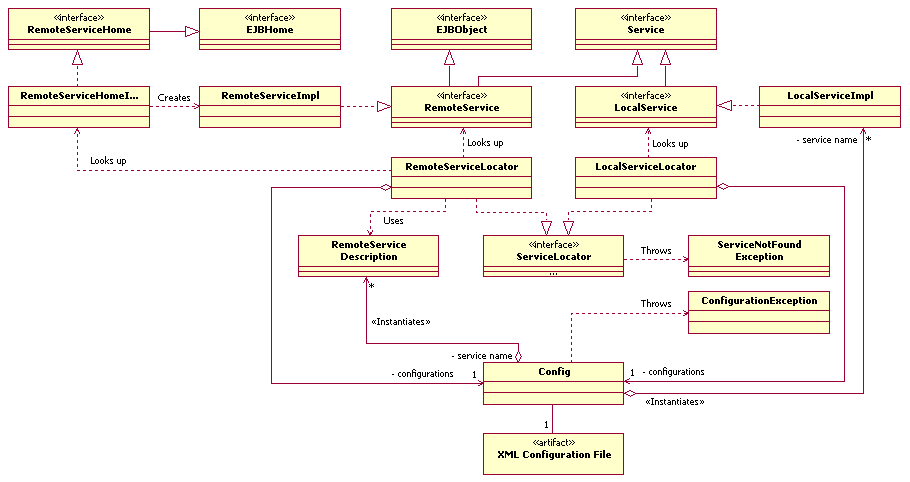 «interface»
RemoteServiceHome
«interface»
EJBHome
«interface»
EJBObject
«interface»
Service
RemoteServiceHomeI...
Creates
RemoteServiceImpl
«interface»
RemoteService
«interface»
LocalService
LocalServiceImpl
- service name
*
Looks up
Looks up
Looks up
RemoteServiceLocator
LocalServiceLocator
Uses
RemoteService
Description
«interface»
ServiceLocator
...
Throws
ServiceNotFound
Exception
*
Throws
ConfigurationException
«Instantiates»
- service name
- configurations
1
Config
1
- configurations
«Instantiates»
1
«artifact»
XML Configuration File